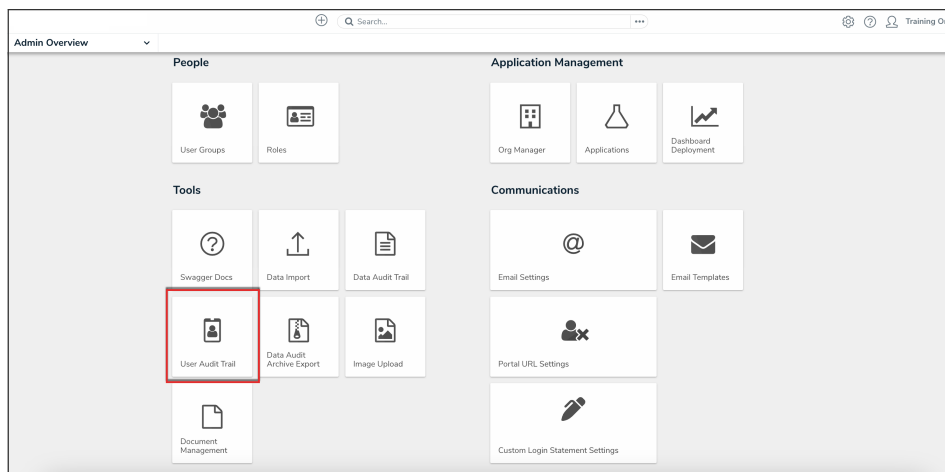 Search...
Training Or
Admin Overview
People
User Groups
Roles
Application Management
Org Manager
Applications
Dashboard
Deployment
Tools
Swagger Docs
Data Import
Data Audit Trail
User Audit Trail
Data Audit
Archive Export
Image Upload
Document
Management
Communications
@
Email Settings
Email Templates
Portal URL Settings
Custom Login Statement Settings